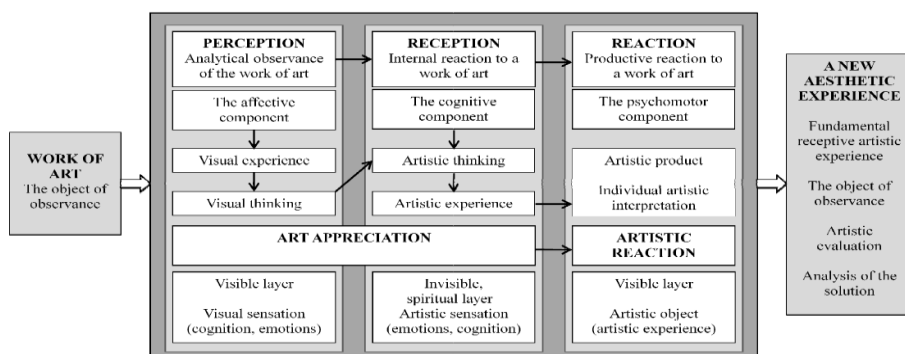 WORK OF
ART
The object of
observance
PERCEPTION
Analytical observance
of the work of art
The affective
component
Visual experience
Visual thinking
RECEPTION
Internal reaction to a
work of art
The cognitive
component
Artistic thinking
Artistic experience
REACTION
Productive reaction to
a work of art
The psychomotor
component
Artistic product
Individual artistic
interpretation
ART APPRECIATION
ARTISTIC
REACTION
Visible layer
Visual sensation
(cognition, emotions)
Invisible,
spiritual layer
Artistic sensation
(emotions, cognition)
Visible layer
Artistic object
(artistic experience)
A NEW
AESTHETIC
EXPERIENCE
Fundamental
receptive artistic
experience
The object of
observance
Artistic
evaluation
Analysis of the
solution